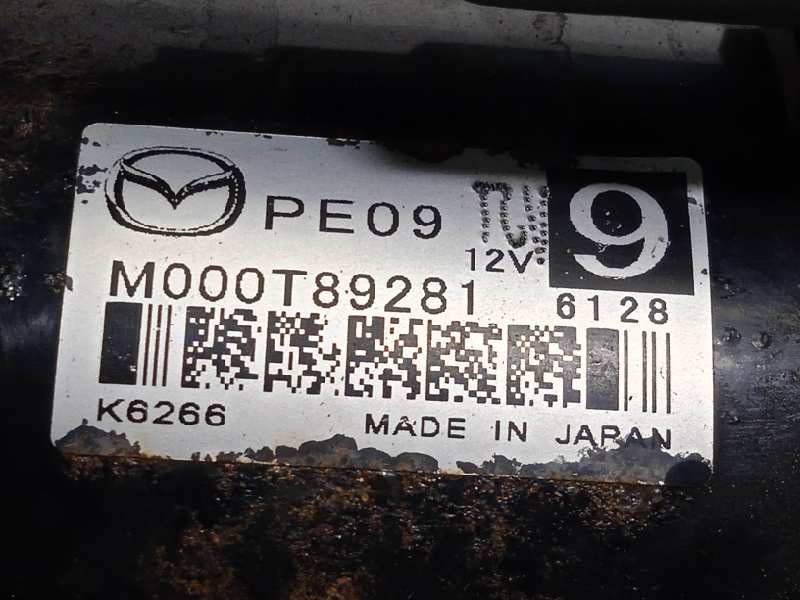 PE09
12V
9
M000T89281
6128
K6266
MADE IN JAPAN